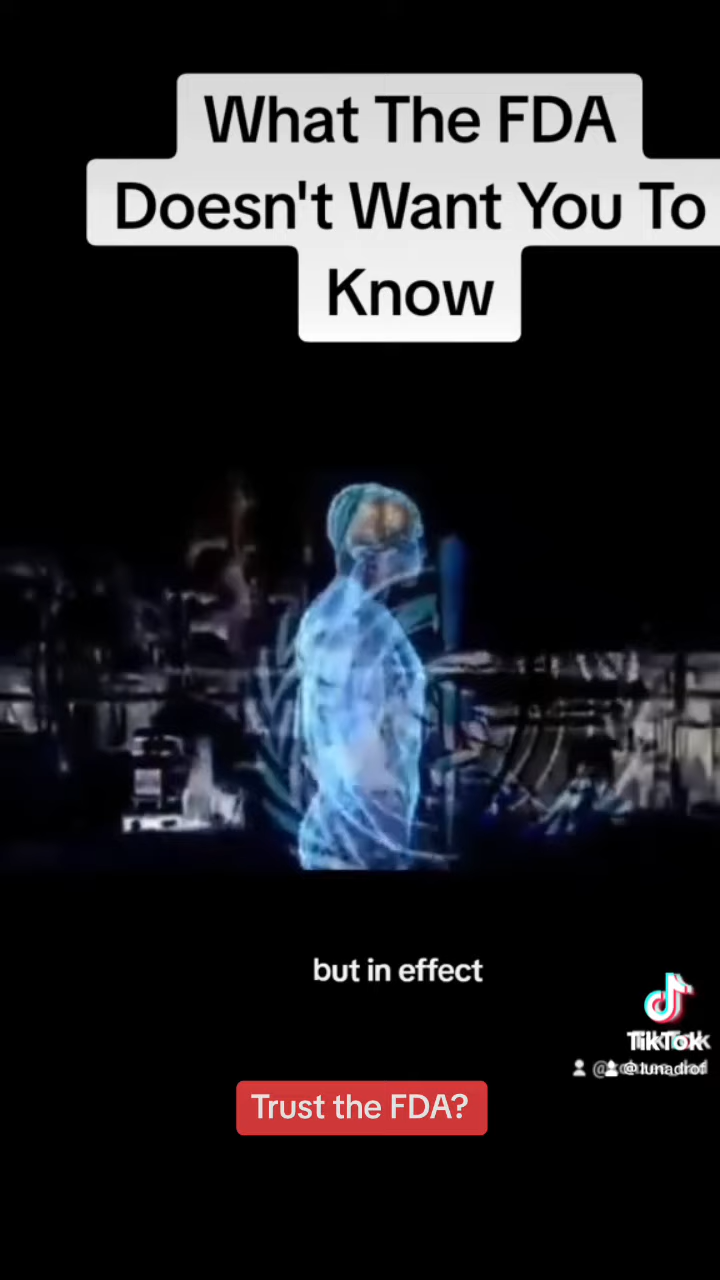 What The FDA
Doesn't Want You To
Know
but in effect
TikTok
Trust the FDA?